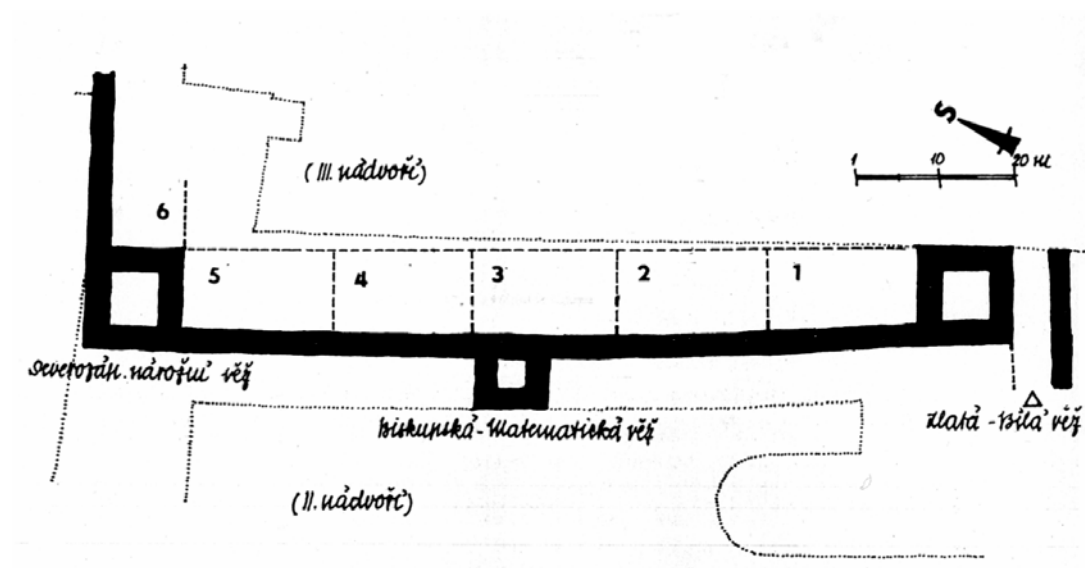 S
1 10 20 m
(III. nádvoří)
6
5 4 3 2 1
severozáp. nárožní věž
Biskupská-Matematická věž
Zlatá-Bílá věž
(II. nádvoří)